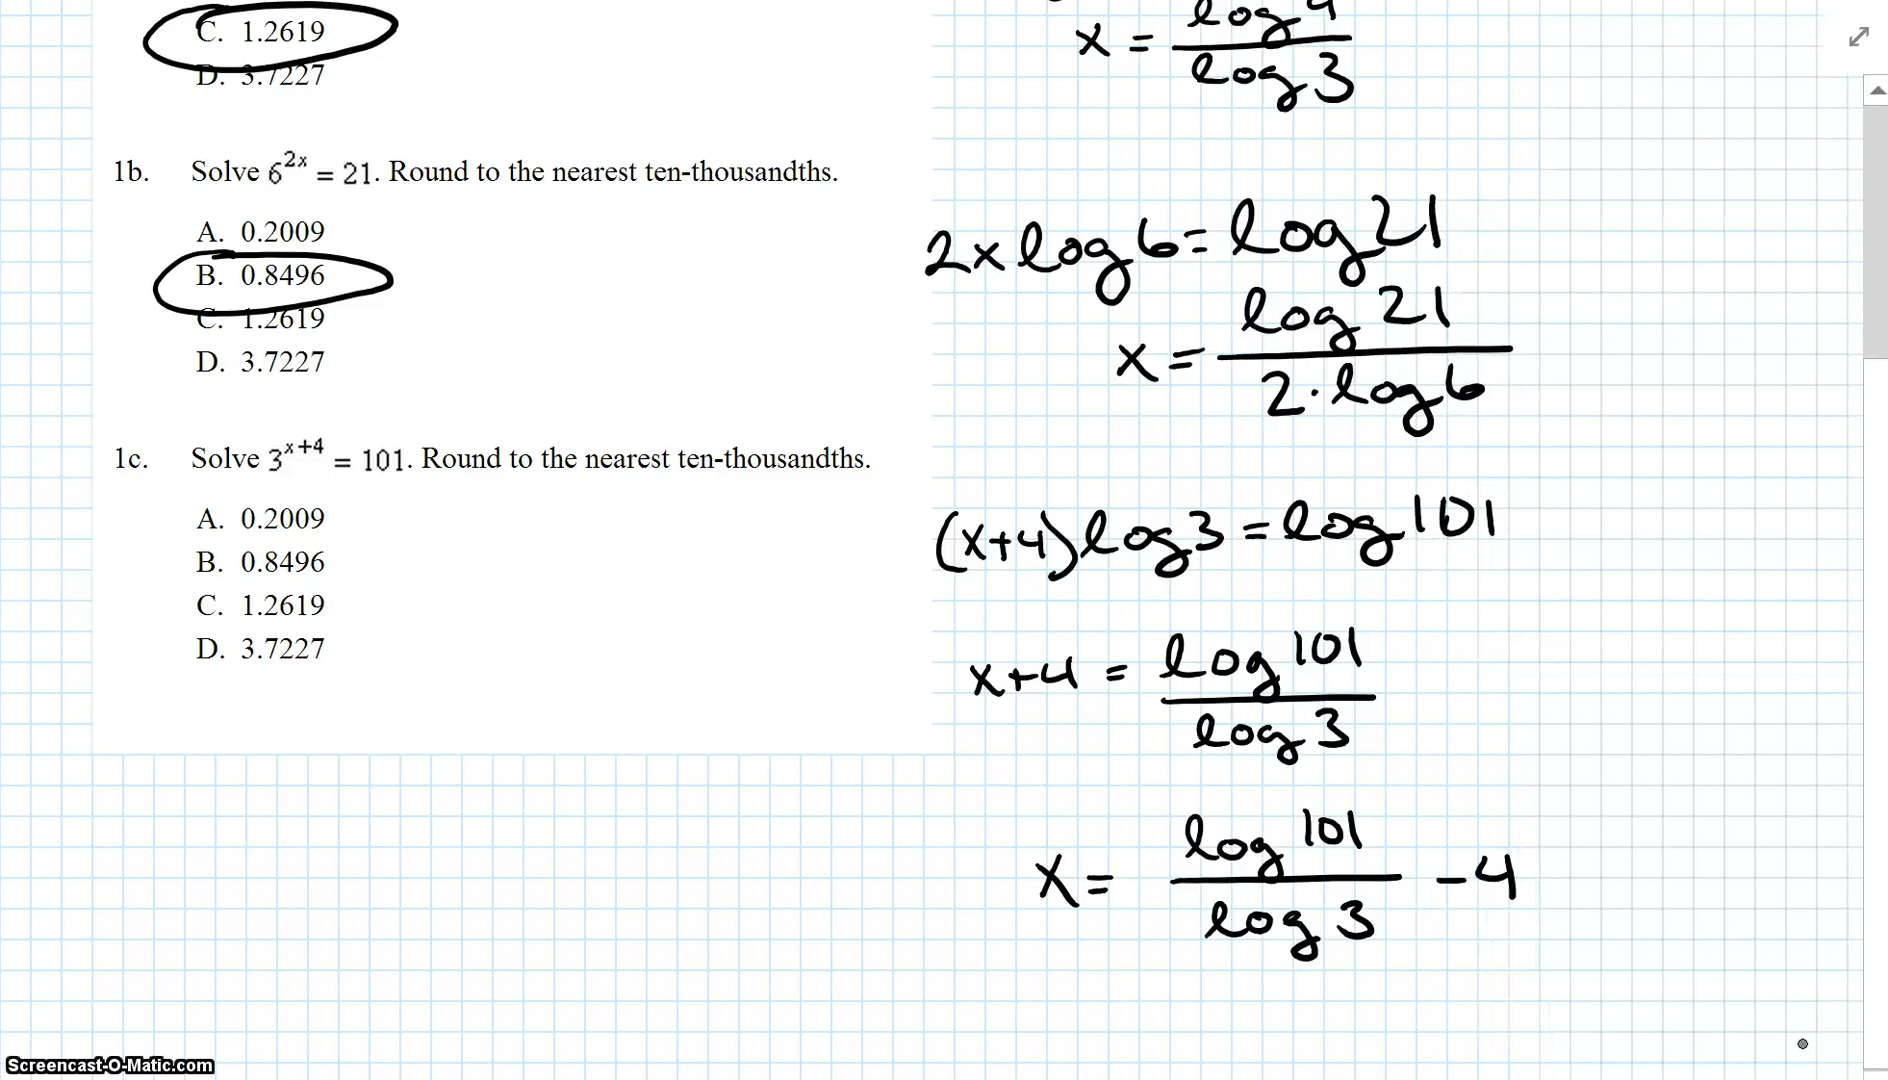 C. 1.2619
D. 3.7227
x = log 4 / log 3
1b. Solve 6^{2x} = 21. Round to the nearest ten-thousandths.
A. 0.2009
B. 0.8496
C. 1.2619
D. 3.7227
2x log 6 = log 21
x = log 21 / 2 · log 6
1c. Solve 3^{x+4} = 101. Round to the nearest ten-thousandths.
A. 0.2009
B. 0.8496
C. 1.2619
D. 3.7227
(x+4) log 3 = log 101
x+4 = log 101 / log 3
x = log 101 / log 3 - 4
Screencast-O-Matic.com